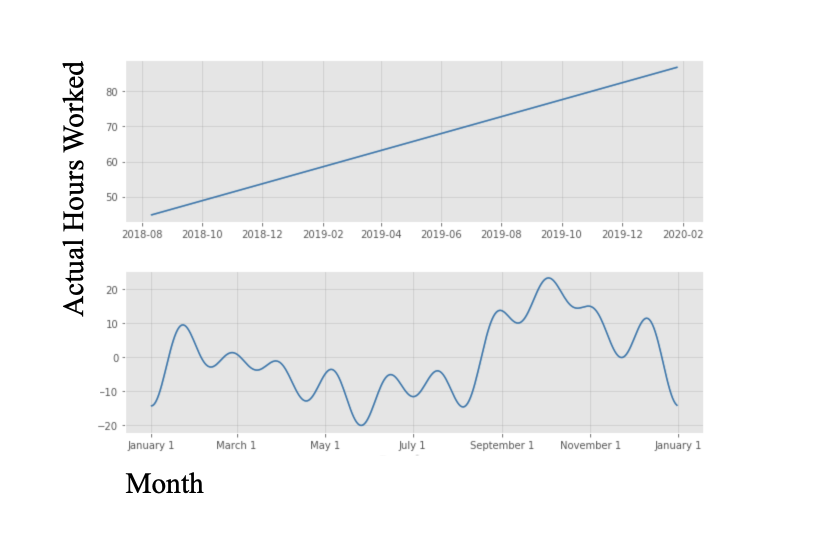 Actual Hours Worked
80
70
60
50
2018-08 2018-10 2018-12 2019-02 2019-04 2019-06 2019-08 2019-10 2019-12 2020-02
20
10
0
−10
−20
January 1 March 1 May 1 July 1 September 1 November 1 January 1
Month